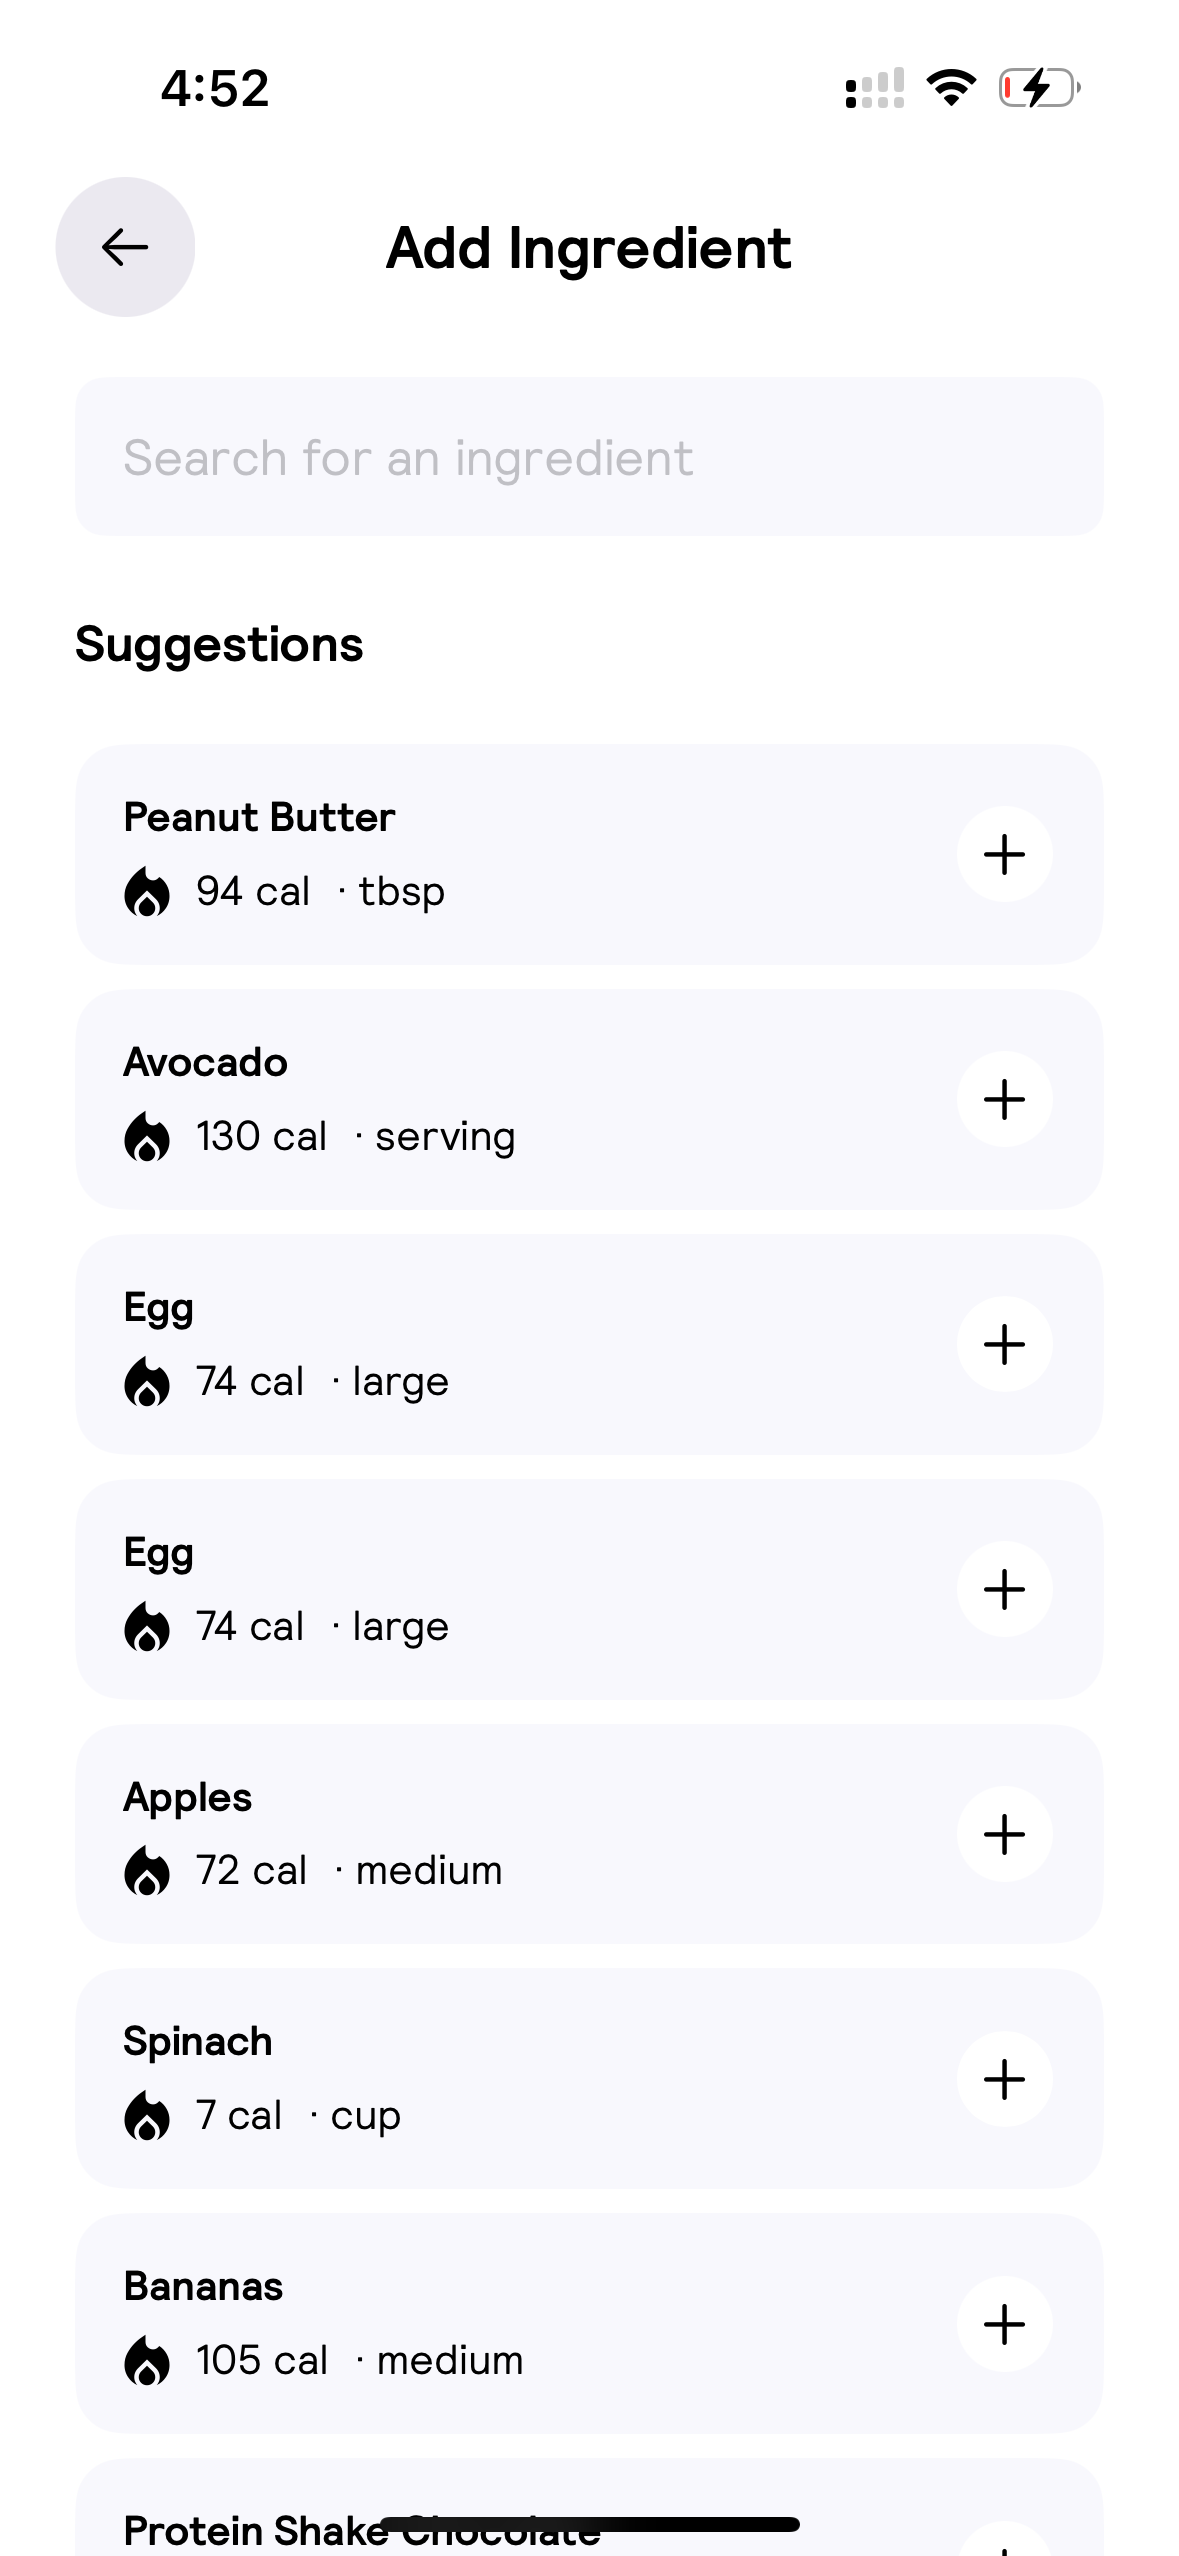 4:52
Add Ingredient
Search for an ingredient
Suggestions
Peanut Butter
94 cal · tbsp
Avocado
130 cal · serving
Egg
74 cal · large
Egg
74 cal · large
Apples
72 cal · medium
Spinach
7 cal · cup
Bananas
105 cal · medium
Protein Shake Chocolate